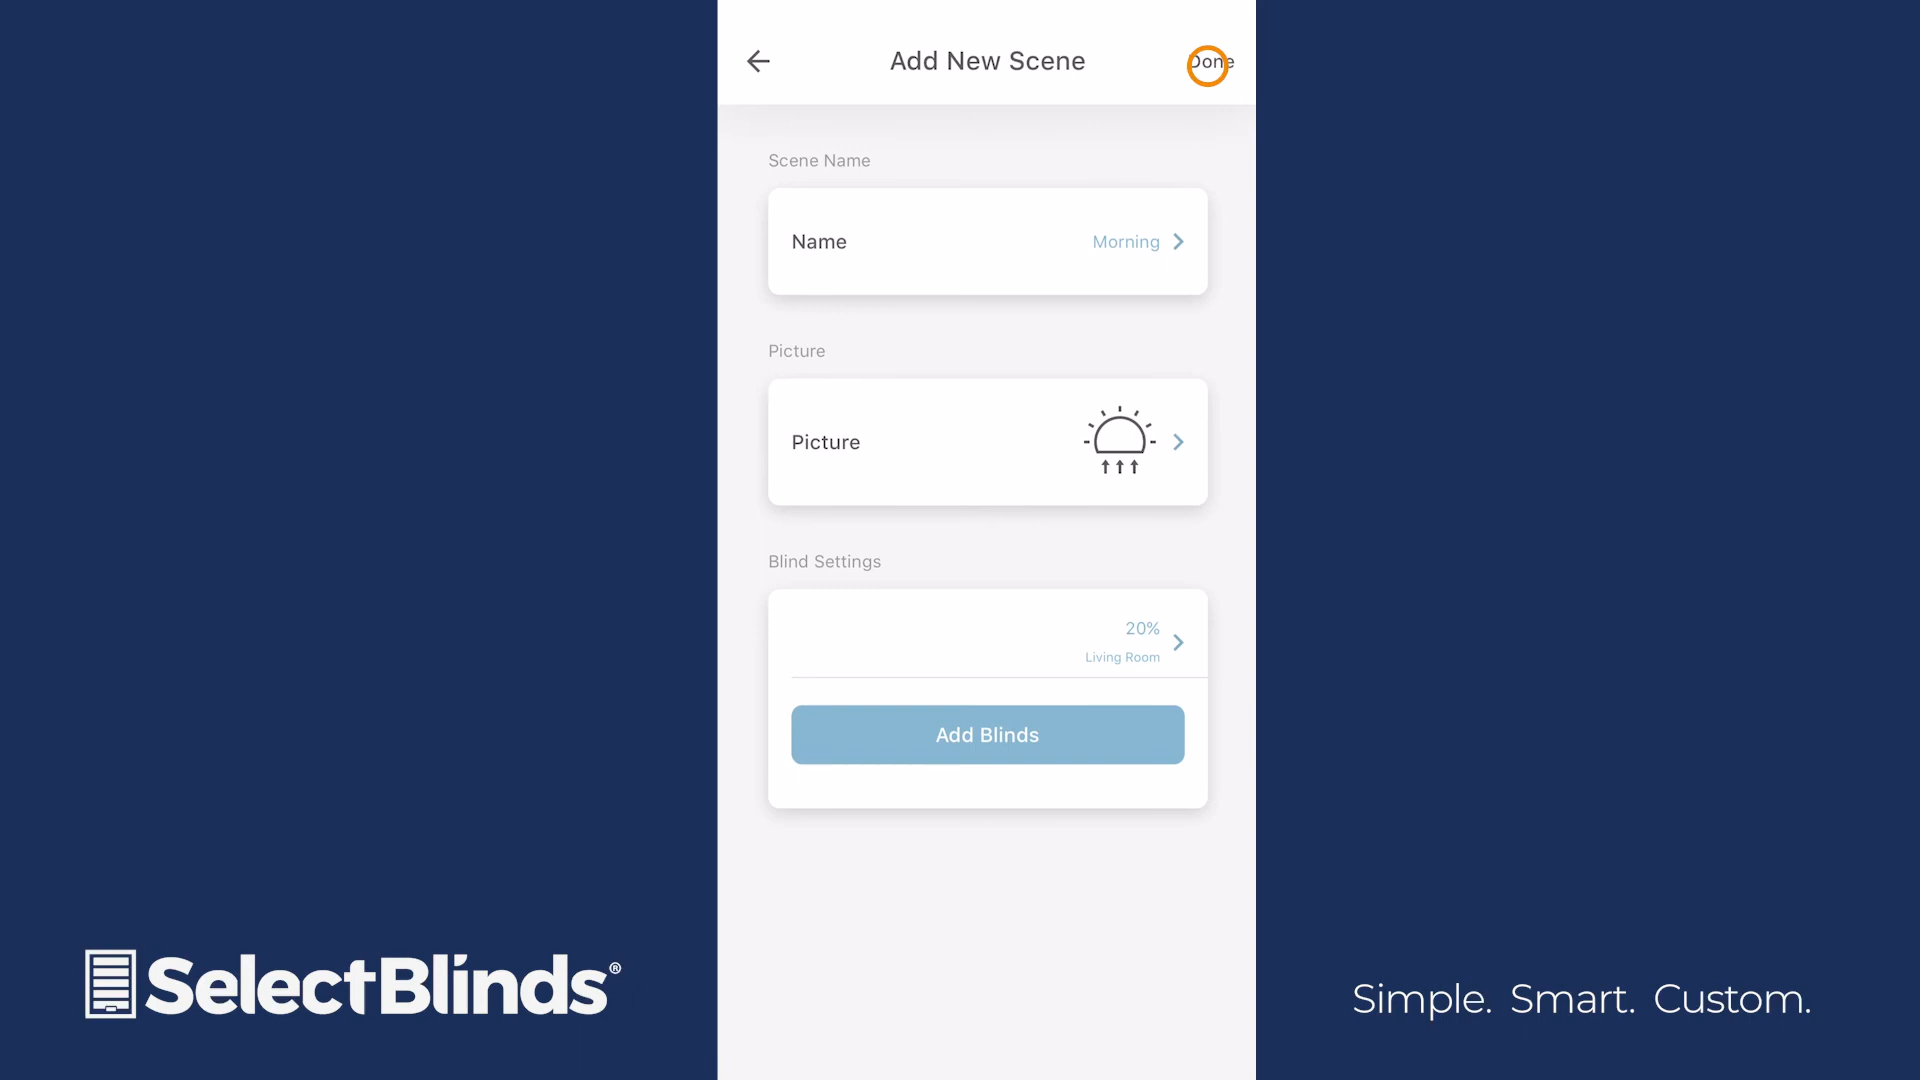 Add New Scene
Done
Scene Name
Name
Morning
Picture
Picture
Blind Settings
20%
Living Room
Add Blinds
SelectBlinds®
Simple. Smart. Custom.